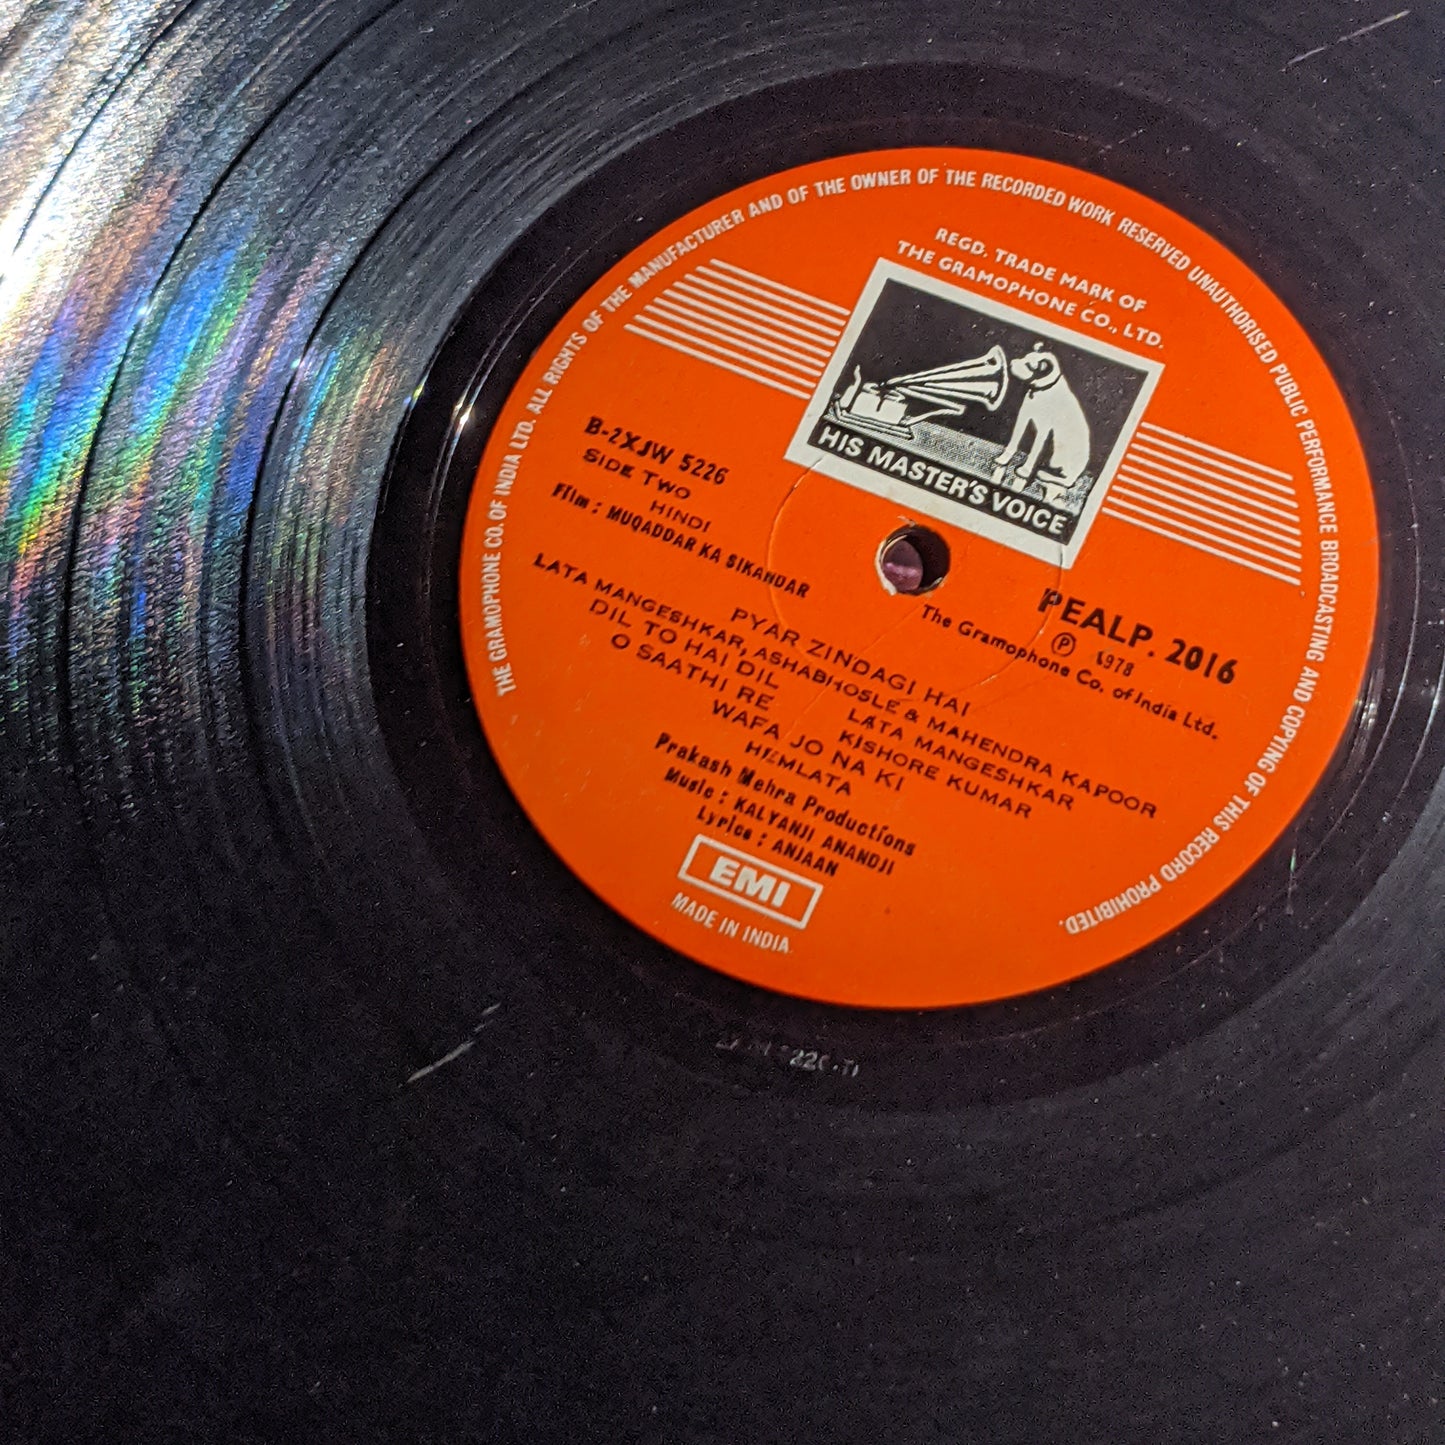 THE GRAMOPHONE CO. OF INDIA LTD. ALL RIGHTS OF THE MANUFACTURER AND OF THE OWNER OF THE RECORDED WORK RESERVED UNAUTHORISED PUBLIC PERFORMANCE BROADCASTING AND COPYING OF THIS RECORD PROHIBITED.
REGD. TRADE MARK OF
THE GRAMOPHONE CO., LTD.
HIS MASTER'S VOICE
B-2XJW 5226
SIDE TWO
HINDI
Film : MUQADDAR KA SIKANDAR
PEALP. 2016
Ⓟ 1978
The Gramophone Co. of India Ltd.
PYAR ZINDAGI HAI
LATA MANGESHKAR, ASHABHOSLE & MAHENDRA KAPOOR
DIL TO HAI DIL LATA MANGESHKAR
O SAATHI RE KISHORE KUMAR
WAFA JO NA KI
HEMLATA
Prakash Mehra Productions
Music : KALYANJI ANANDJI
Lyrics : ANJAAN
EMI
MADE IN INDIA